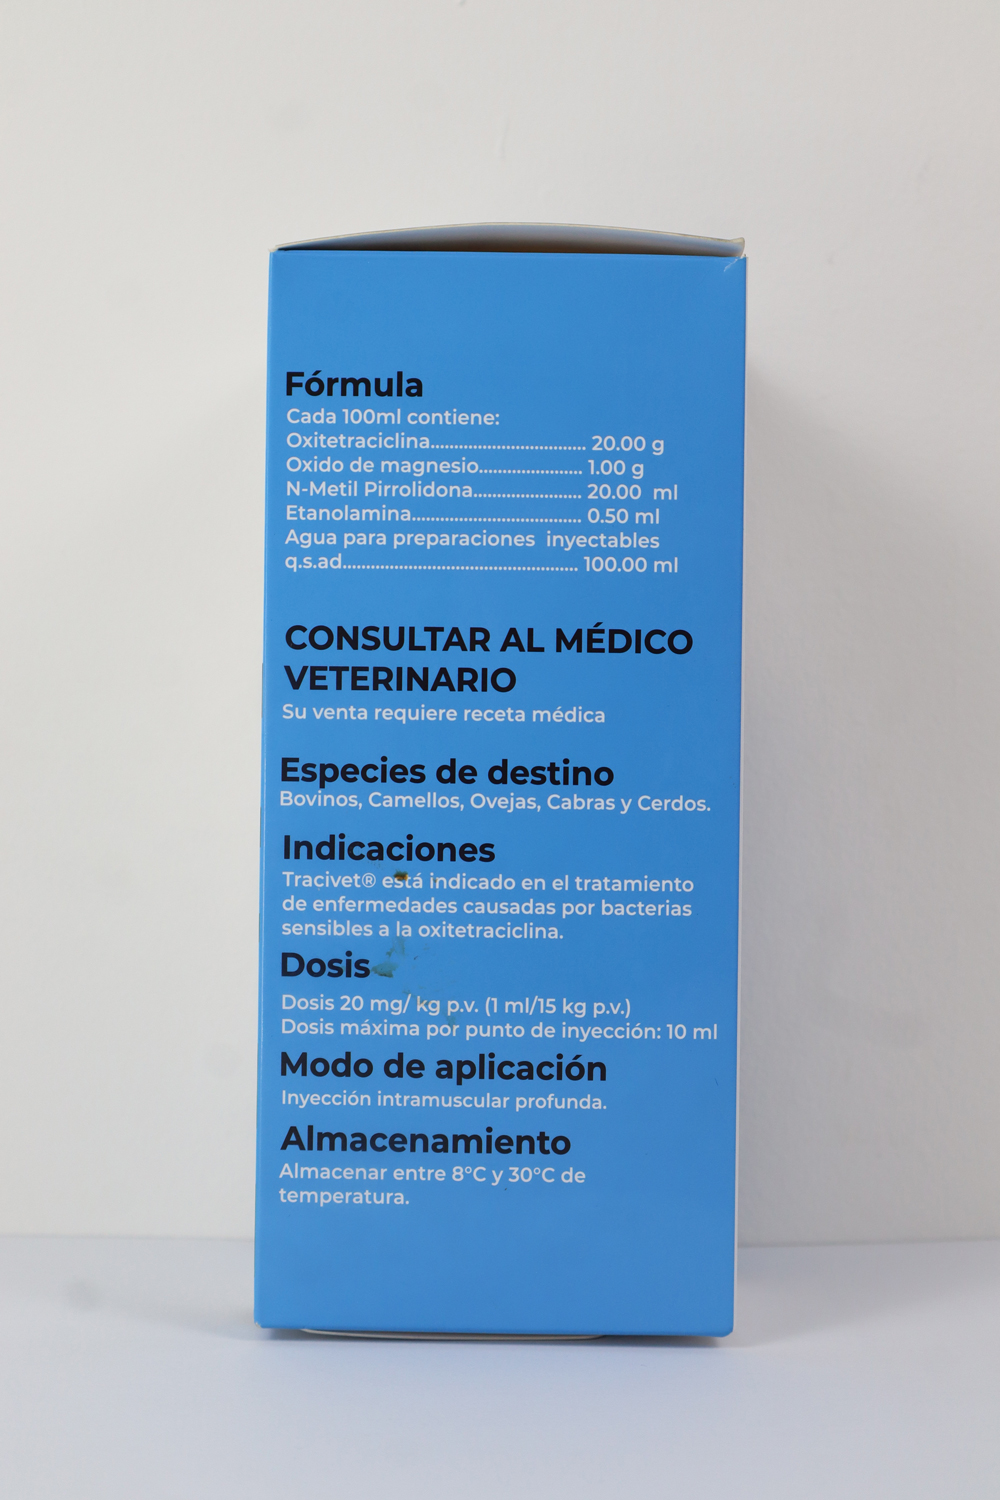 Fórmula
Cada 100ml contiene:
Oxitetraciclina................................ 20.00 g
Oxido de magnesio..................... 1.00 g
N-Metil Pirrolidona...................... 20.00  ml
Etanolamina................................... 0.50 ml
Agua para preparaciones  inyectables
q.s.ad................................................ 100.00 ml
CONSULTAR AL MÉDICO
VETERINARIO
Su venta requiere receta médica
Especies de destino
Bovinos, Camellos, Ovejas, Cabras y Cerdos.
Indicaciones
Tracivet® está indicado en el tratamiento
de enfermedades causadas por bacterias
sensibles a la oxitetraciclina.
Dosis
Dosis 20 mg/ kg p.v. (1 ml/15 kg p.v.)
Dosis máxima por punto de inyección: 10 ml
Modo de aplicación
Inyección intramuscular profunda.
Almacenamiento
Almacenar entre 8°C y 30°C de
temperatura.